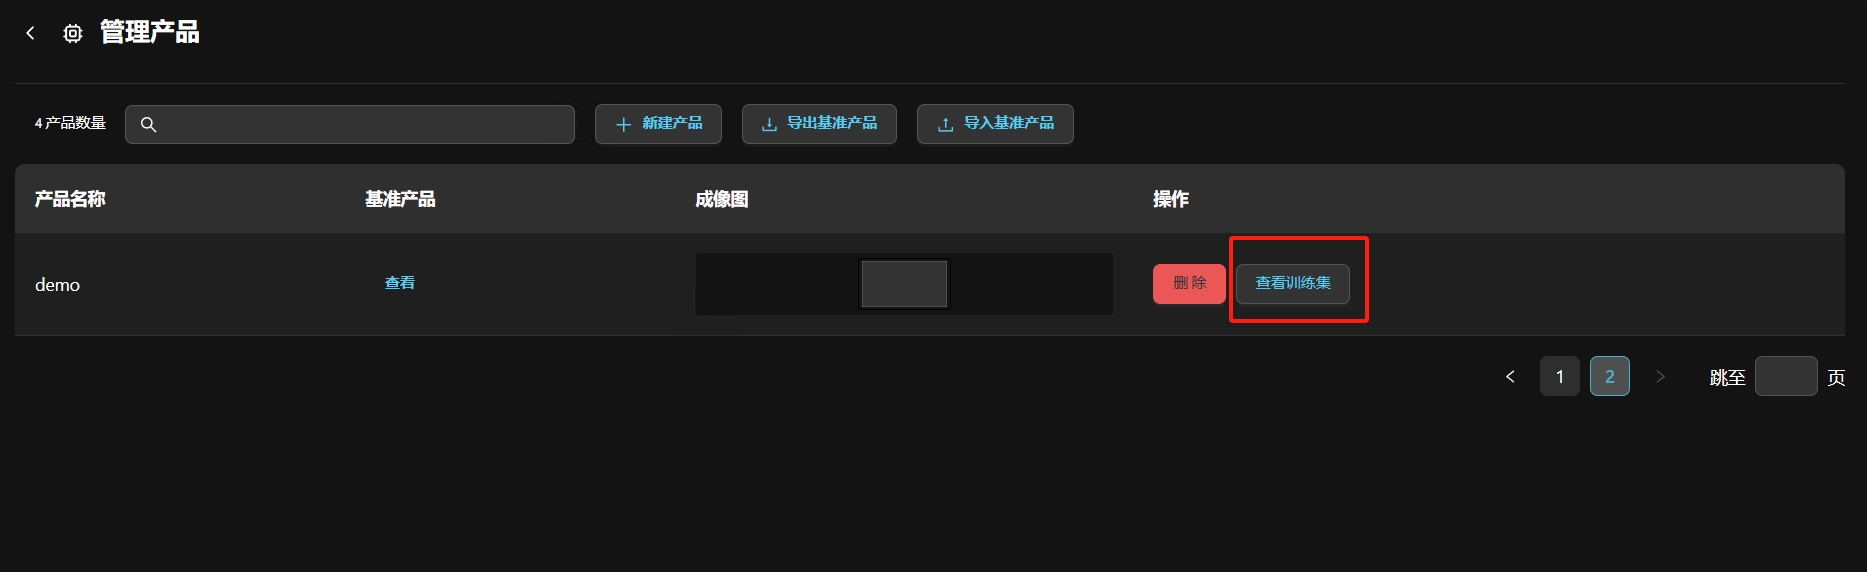 管理产品
4 产品数量
新建产品
导出基准产品
导入基准产品
产品名称 基准产品 成像图 操作
demo 查看 删 除 查看训练集
1 2 跳至 页